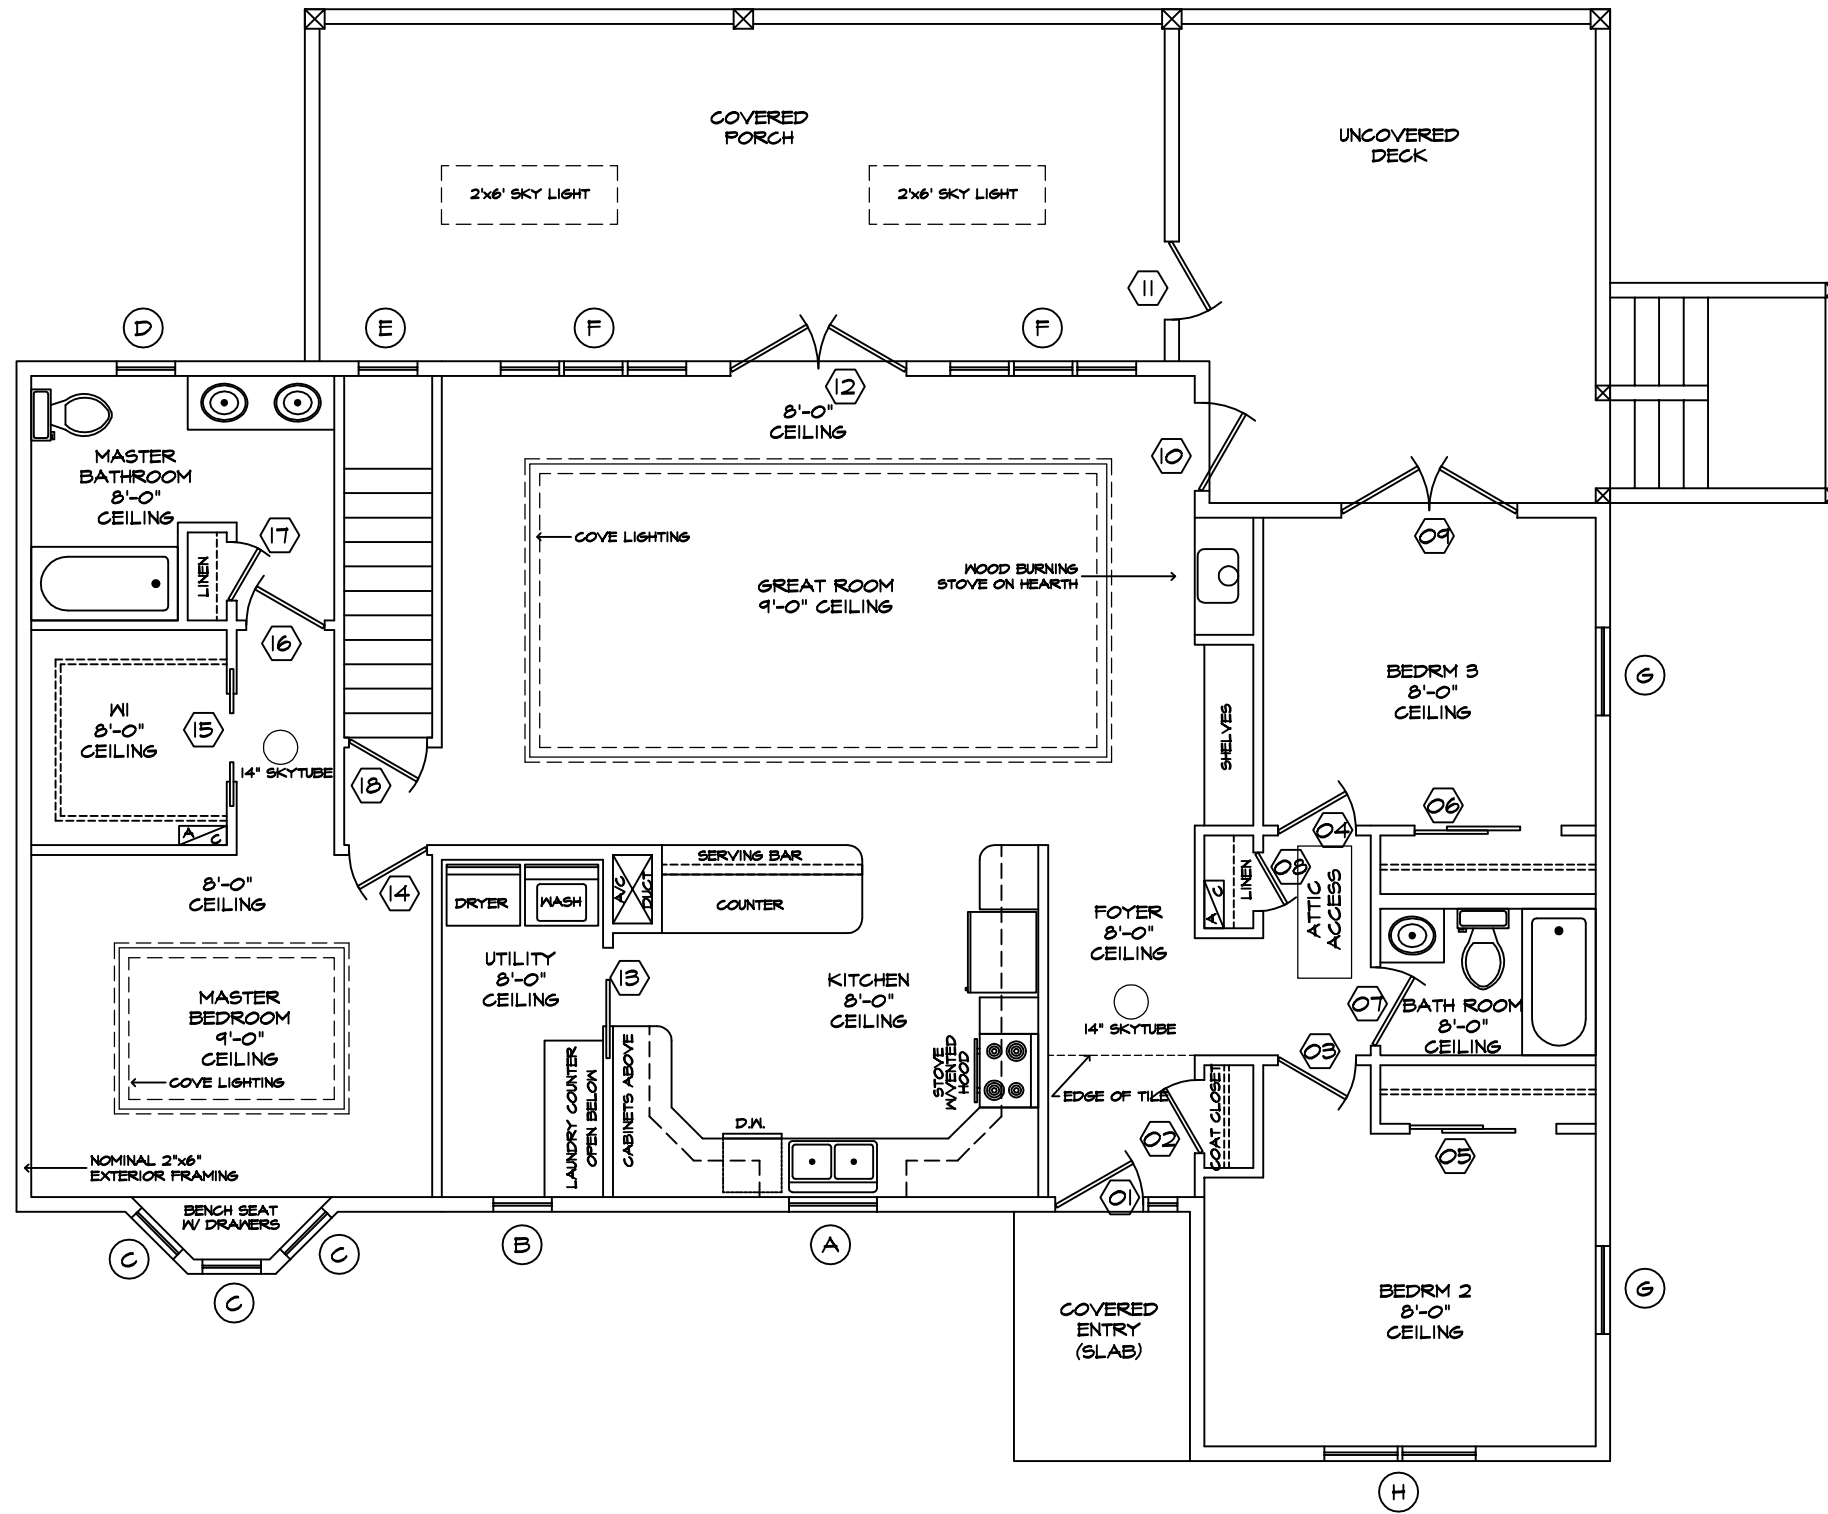 COVERED
PORCH
UNCOVERED
DECK
2'x6' SKY LIGHT
2'x6' SKY LIGHT
11
D
E
F
F
12
8'-0"
CEILING
10
MASTER
BATHROOM
8'-0"
CEILING
17
LINEN
COVE LIGHTING
WOOD BURNING
STOVE ON HEARTH
GREAT ROOM
9'-0" CEILING
09
16
BEDRM 3
8'-0"
CEILING
G
WI
8'-0"
CEILING
15
14" SKYTUBE
18
SHELVES
A
C
06
04
08
LINEN
A
C
ATTIC
ACCESS
8'-0"
CEILING
14
DRYER
WASH
A/C
DUCT
SERVING BAR
COUNTER
FOYER
8'-0"
CEILING
UTILITY
8'-0"
CEILING
13
KITCHEN
8'-0"
CEILING
14" SKYTUBE
07
BATH ROOM
8'-0"
CEILING
03
MASTER
BEDROOM
9'-0"
CEILING
COVE LIGHTING
LAUNDRY COUNTER
OPEN BELOW
CABINETS ABOVE
STOVE
W/VENTED
HOOD
EDGE OF TILE
COAT CLOSET
D.W.
02
05
NOMINAL 2"x6"
EXTERIOR FRAMING
01
BENCH SEAT
W/ DRAWERS
C
C
C
B
A
G
COVERED
ENTRY
(SLAB)
BEDRM 2
8'-0"
CEILING
H